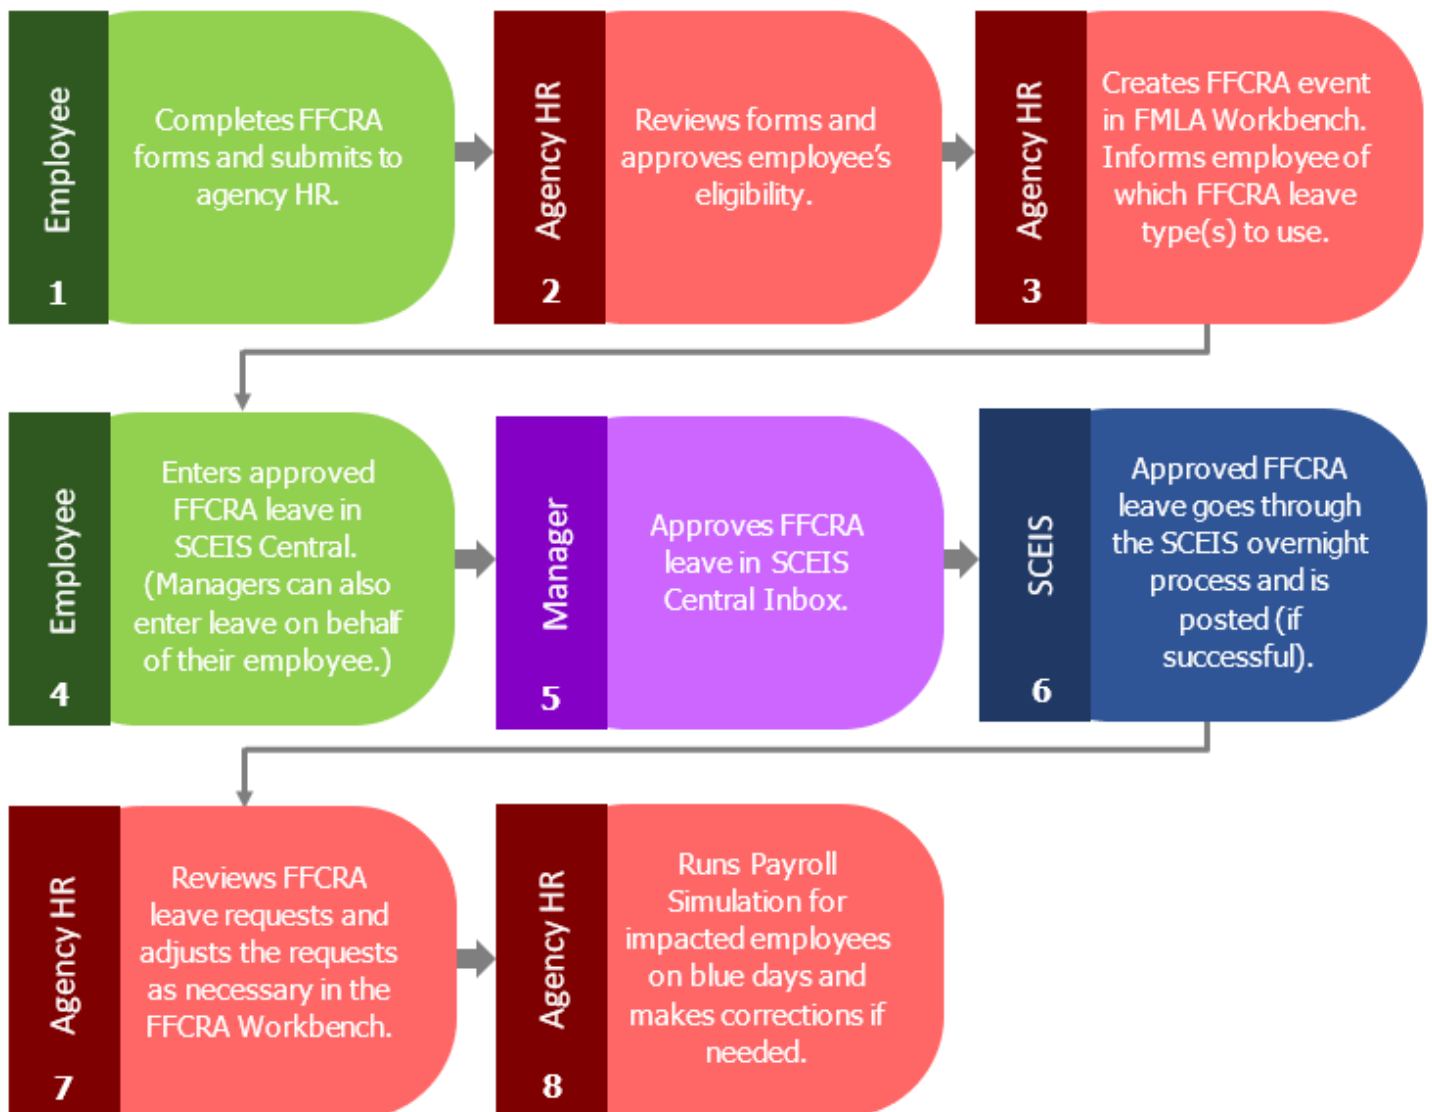 Employee
1
Completes FFCRA
forms and submits to
agency HR.
Agency HR
2
Reviews forms and
approves employee's
eligibility.
Agency HR
3
Creates FFCRA event
in FMLA Workbench.
Informs employee of
which FFCRA leave
type(s) to use.
Employee
4
Enters approved
FFCRA leave in
SCEIS Central.
(Managers can also
enter leave on behalf
of their employee.)
Manager
5
Approves FFCRA
leave in SCEIS
Central Inbox.
SCEIS
6
Approved FFCRA
leave goes through
the SCEIS overnight
process and is
posted (if
successful).
Agency HR
7
Reviews FFCRA
leave requests and
adjusts the requests
as necessary in the
FFCRA Workbench.
Agency HR
8
Runs Payroll
Simulation for
impacted employees
on blue days and
makes corrections if
needed.